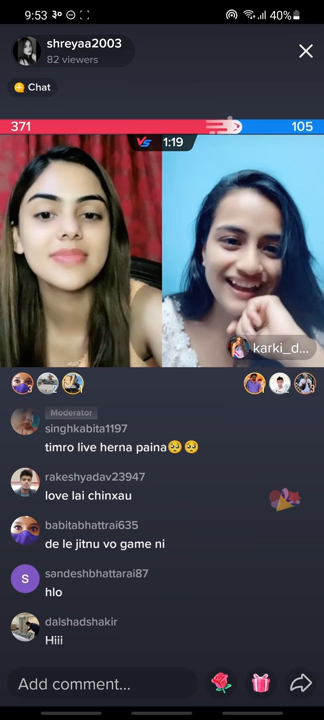 9:53 ⊖ 40%
shreyaa2003
82 viewers
Chat
371 105
VS 1:19
karki_d...
Moderator
singhkabita1197
timro live herna paina🥺🥺
rakeshyadav23947
love lai chinxau
babitabhattrai635
de le jitnu vo game ni
S
sandeshbhattarai87
hlo
dalshadshakir
Hiii
Add comment...